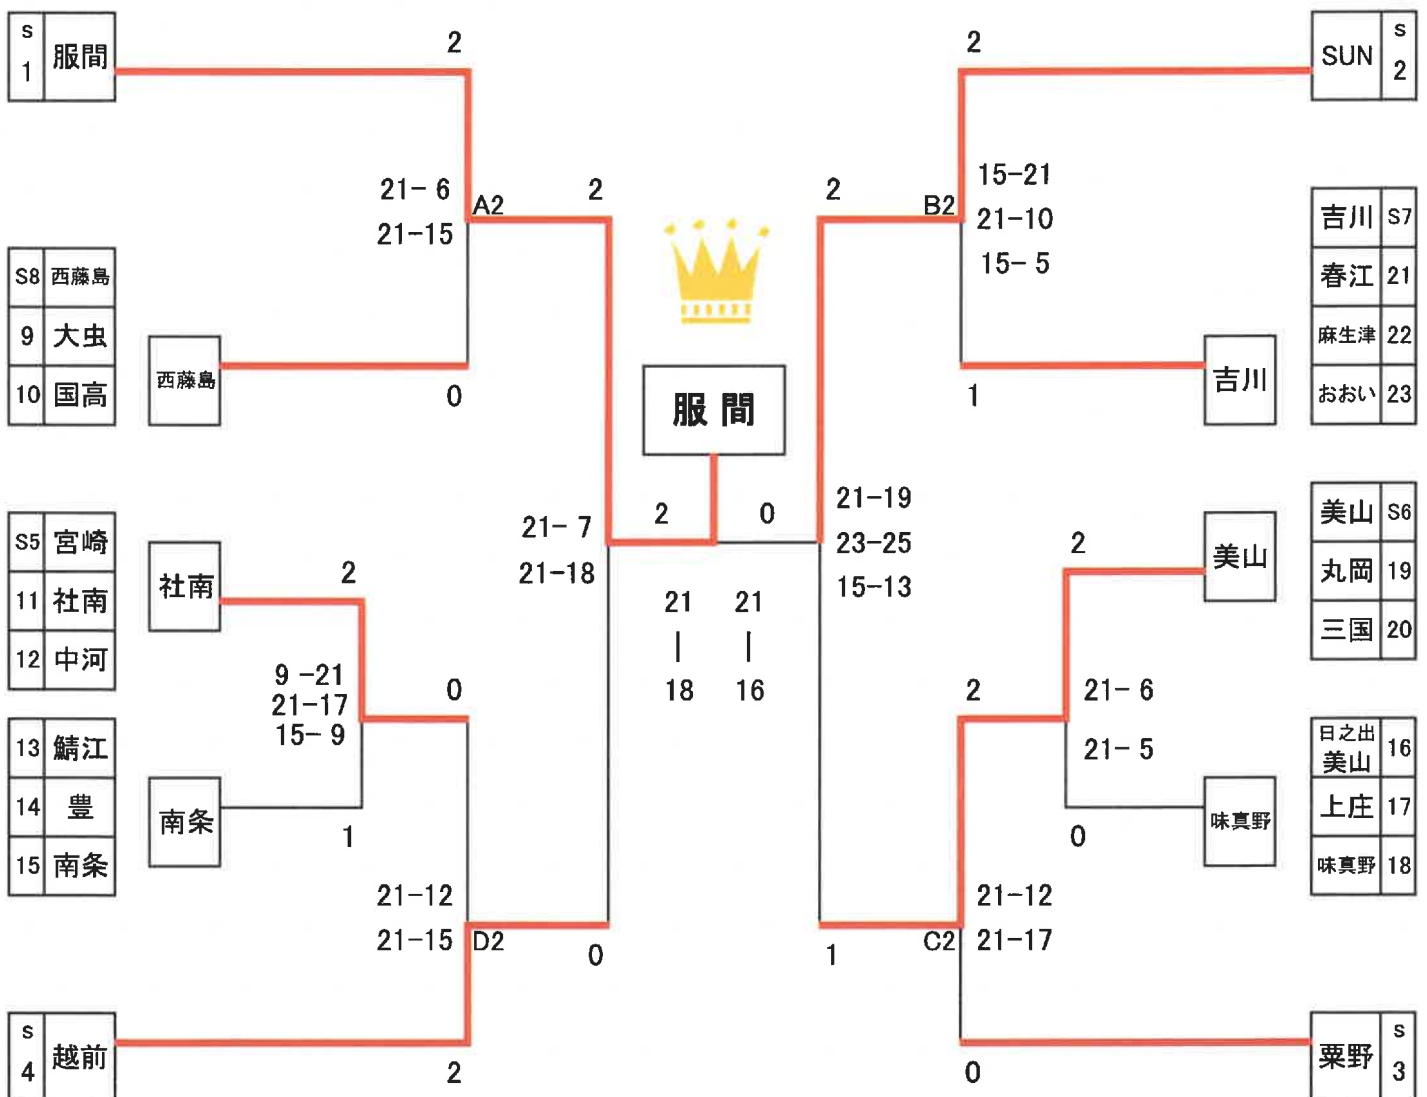 s
1
服間
2
2
SUN
s
2
21- 6
21-15
A2
2
2
B2
15-21
21-10
15- 5
吉川 S7
春江 21
麻生津 22
おおい 23
S8 西藤島
9 大虫
10 国高
西藤島
0
服間
1
吉川
S5 宮崎
11 社南
12 中河
社南
2
21- 7
21-18
2
0
21-19
23-25
15-13
2
美山
美山 S6
丸岡 19
三国 20
21
|
18
21
|
16
9 -21
21-17
15- 9
0
2
21- 6
21- 5
13 鯖江
14 豊
15 南条
南条
1
0
味真野
日之出
美山 16
上庄 17
味真野 18
21-12
21-15
D2
0
1
C2
21-12
21-17
s
4
越前
2
0
粟野
s
3